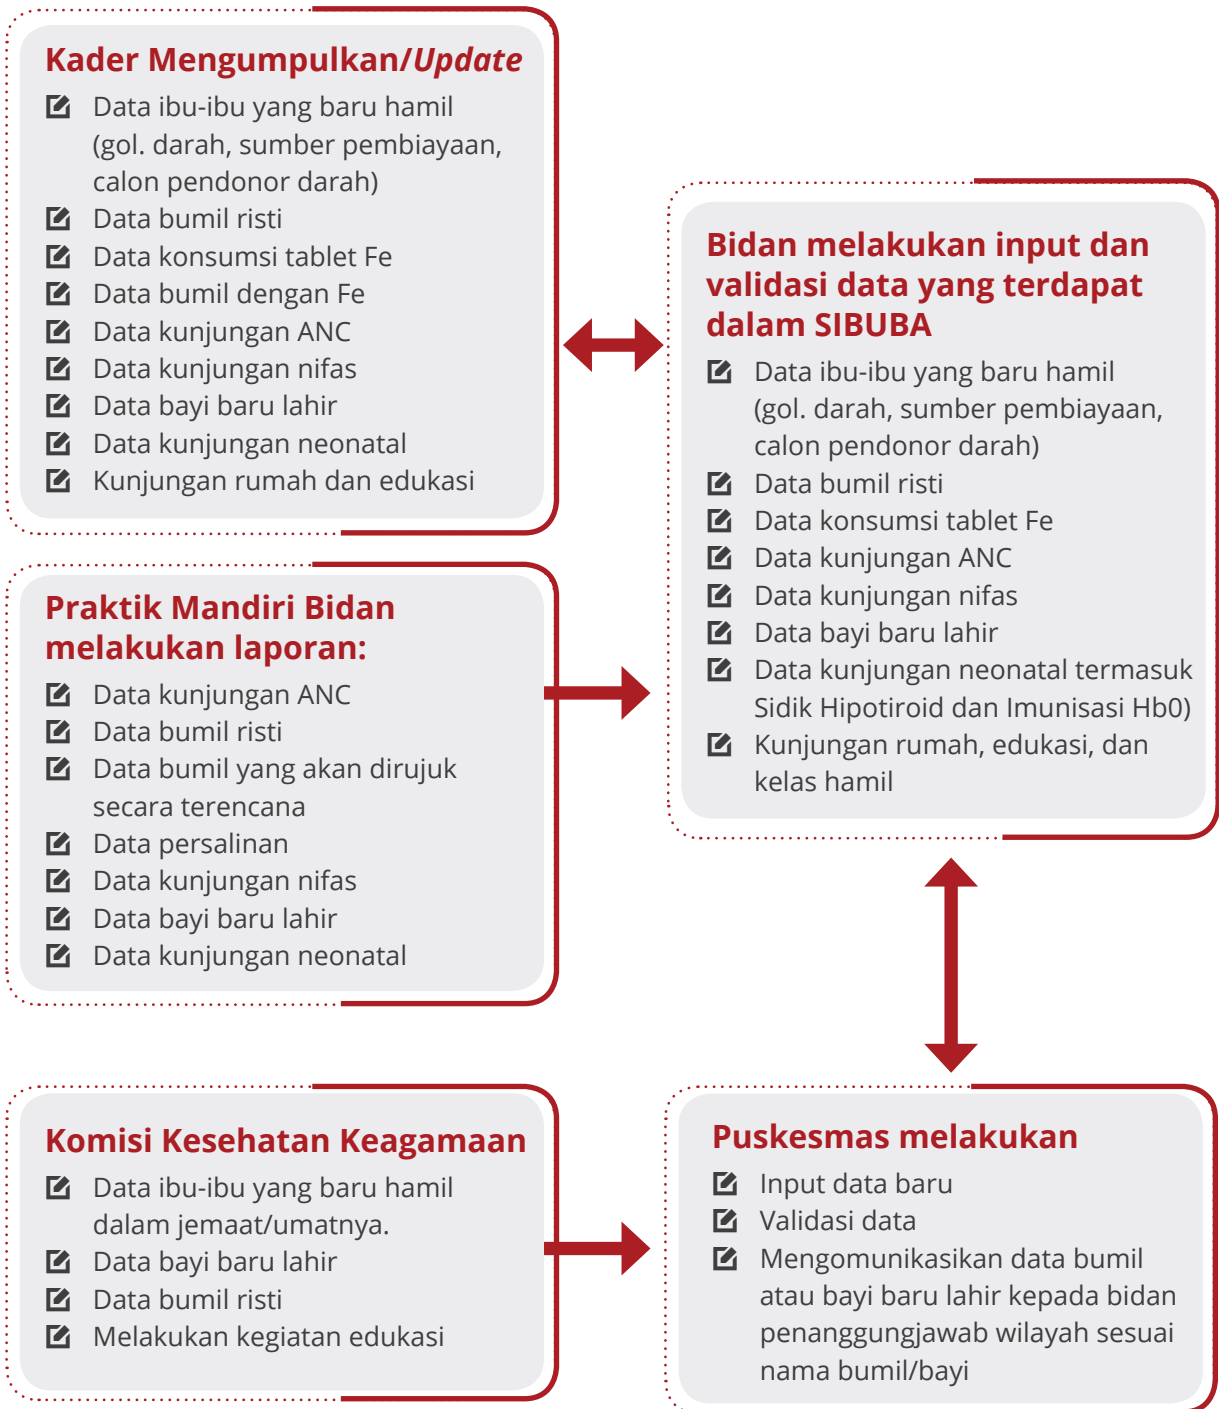 Kader Mengumpulkan/Update
Data ibu-ibu yang baru hamil
(gol. darah, sumber pembiayaan,
calon pendonor darah)
Data bumil risti
Data konsumsi tablet Fe
Data bumil dengan Fe
Data kunjungan ANC
Data kunjungan nifas
Data bayi baru lahir
Data kunjungan neonatal
Kunjungan rumah dan edukasi
Bidan melakukan input dan
validasi data yang terdapat
dalam SIBUBA
Data ibu-ibu yang baru hamil
(gol. darah, sumber pembiayaan,
calon pendonor darah)
Data bumil risti
Data konsumsi tablet Fe
Data kunjungan ANC
Data kunjungan nifas
Data bayi baru lahir
Data kunjungan neonatal termasuk
Sidik Hipotiroid dan Imunisasi Hb0)
Kunjungan rumah, edukasi, dan
kelas hamil
Praktik Mandiri Bidan
melakukan laporan:
Data kunjungan ANC
Data bumil risti
Data bumil yang akan dirujuk
secara terencana
Data persalinan
Data kunjungan nifas
Data bayi baru lahir
Data kunjungan neonatal
Komisi Kesehatan Keagamaan
Data ibu-ibu yang baru hamil
dalam jemaat/umatnya.
Data bayi baru lahir
Data bumil risti
Melakukan kegiatan edukasi
Puskesmas melakukan
Input data baru
Validasi data
Mengomunikasikan data bumil
atau bayi baru lahir kepada bidan
penanggungjawab wilayah sesuai
nama bumil/bayi